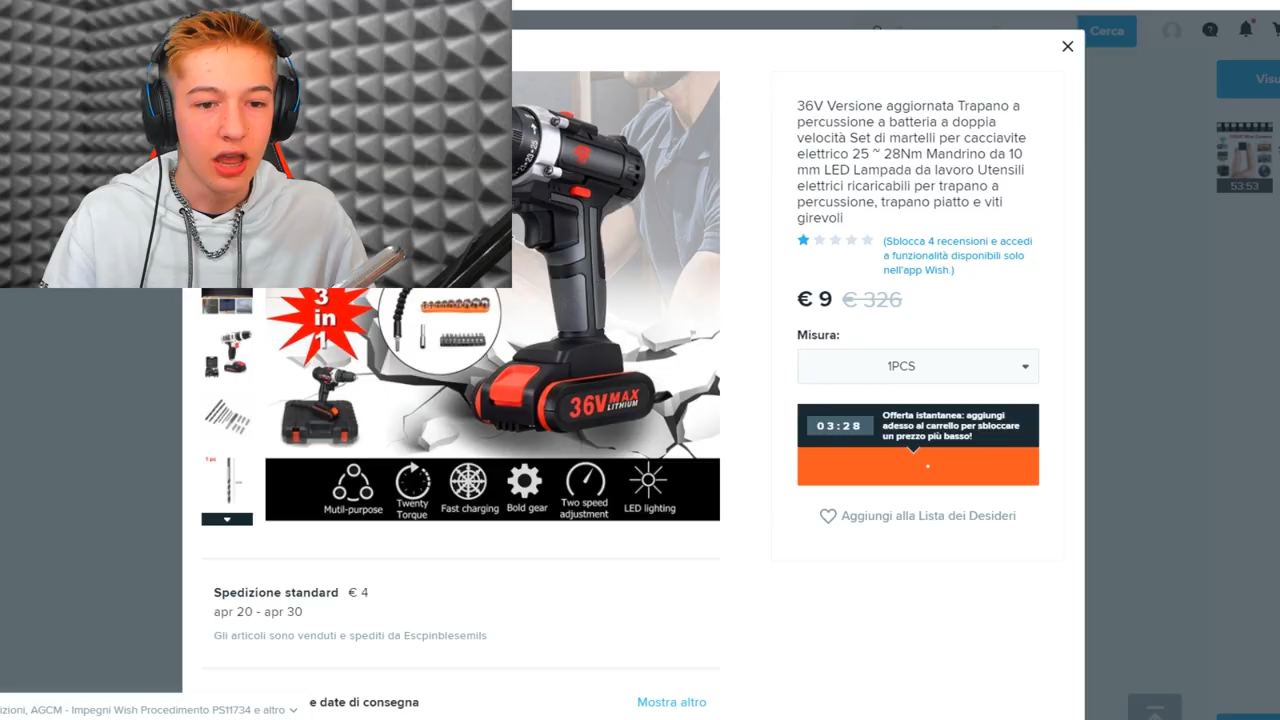 Cerca
Visu
53.53
36V Versione aggiornata Trapano a
percussione a batteria a doppia
velocità Set di martelli per cacciavite
elettrico 25 ~ 28Nm Mandrino da 10
mm LED Lampada da lavoro Utensili
elettrici ricaricabili per trapano a
percussione, trapano piatto e viti
girevoli
(Sblocca 4 recensioni e accedi
a funzionalità disponibili solo
nell'app Wish.)
€ 9 € 326
Misura:
1PCS
03:28
Offerta istantanea: aggiungi
adesso al carrello per sbloccare
un prezzo più basso!
Aggiungi alla Lista dei Desideri
3
in
1
36V MAX
LITHIUM
Mutil-purpose
Twenty
Torque
Fast charging
Bold gear
Two speed
adjustment
LED lighting
Spedizione standard € 4
apr 20 - apr 30
Gli articoli sono venduti e spediti da Escpinblesemils
e date di consegna
Mostra altro
izioni, AGCM - Impegni Wish Procedimento PS11734 e altro